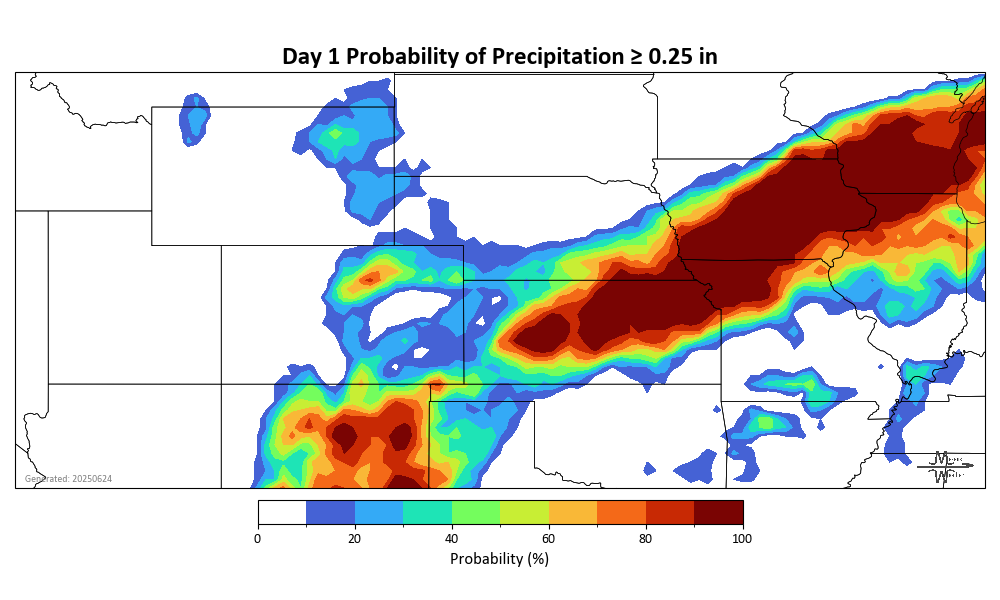 Day 1 Probability of Precipitation ≥ 0.25 in
Generated: 20250624
0 20 40 60 80 100
Probability (%)